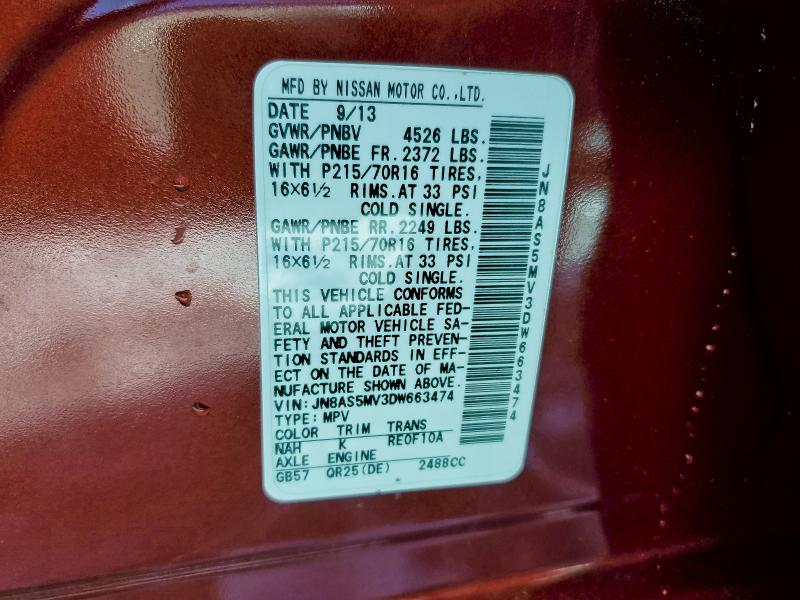 MFD BY NISSAN MOTOR CO.,LTD.
DATE 9/13
GVWR/PNBV 4526 LBS.
GAWR/PNBE FR. 2372 LBS.
WITH P215/70R16 TIRES,
16×6½ RIMS. AT 33 PSI
COLD SINGLE.
GAWR/PNBE RR. 2249 LBS.
WITH P215/70R16 TIRES,
16×6½ RIMS. AT 33 PSI
COLD SINGLE.
THIS VEHICLE CONFORMS
TO ALL APPLICABLE FED-
ERAL MOTOR VEHICLE SA-
FETY AND THEFT PREVEN-
TION STANDARDS IN EFF-
ECT ON THE DATE OF MA-
NUFACTURE SHOWN ABOVE.
VIN: JN8AS5MV3DW663474
TYPE: MPV
COLOR TRIM TRANS
NAH K RE0F10A
AXLE ENGINE
GB57 QR25(DE) 2488CC
JN8AS5MV3DW663474